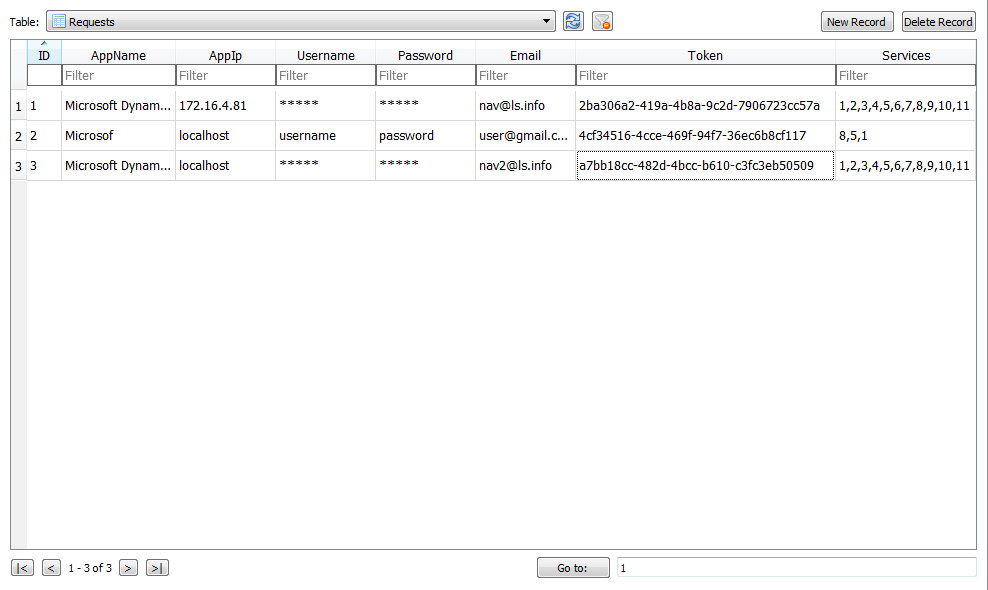 Table: Requests New Record Delete Record
ID AppName AppIp Username Password Email Token Services
Filter Filter Filter Filter Filter Filter Filter
1 1 Microsoft Dynam... 172.16.4.81 ***** ***** nav@ls.info 2ba306a2-419a-4b8a-9c2d-7906723cc57a 1,2,3,4,5,6,7,8,9,10,11
2 2 Microsof localhost username password user@gmail.c... 4cf34516-4cce-469f-94f7-36ec6b8cf117 8,5,1
3 3 Microsoft Dynam... localhost ***** ***** nav2@ls.info a7bb18cc-482d-4bcc-b610-c3fc3eb50509 1,2,3,4,5,6,7,8,9,10,11
|< < 1 - 3 of 3 > >| Go to: 1